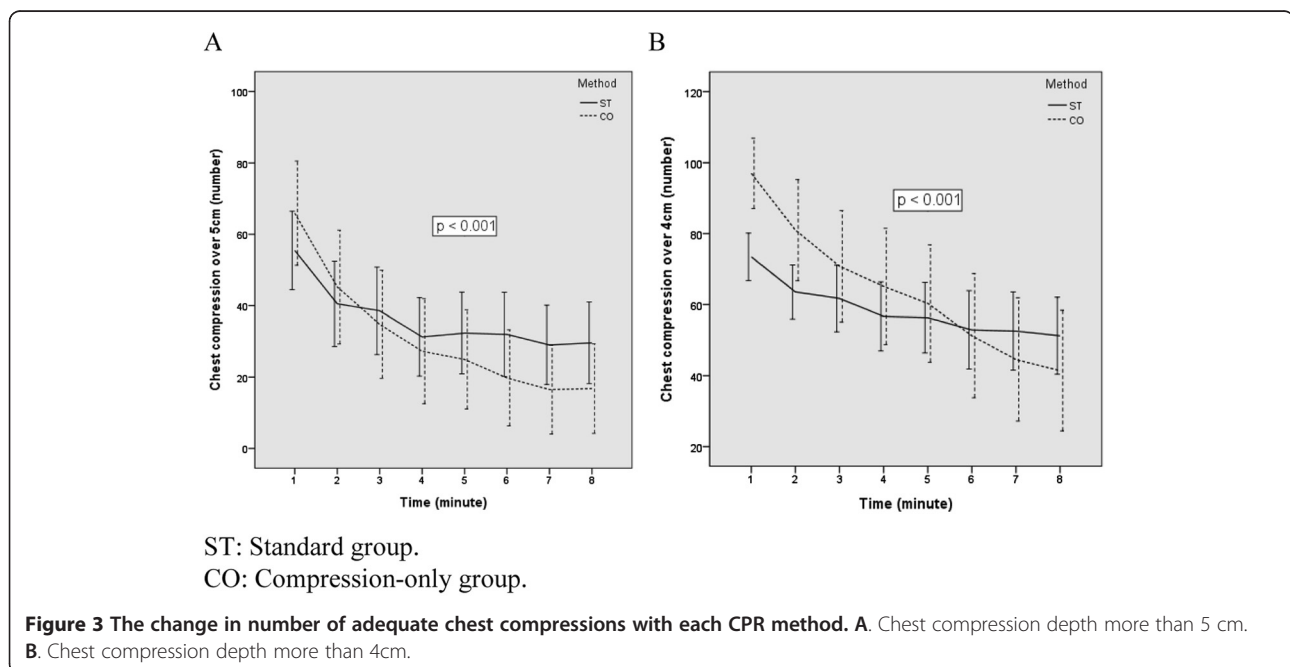 A
B
Method
ST
CO
100
80
60
40
20
0
Chest compression over 5cm (number)
p < 0.001
1 2 3 4 5 6 7 8
Time (minute)
Method
ST
CO
120
100
80
60
40
20
Chest compression over 4cm (number)
p < 0.001
1 2 3 4 5 6 7 8
Time (minute)
ST: Standard group.
CO: Compression-only group.
Figure 3 The change in number of adequate chest compressions with each CPR method. A. Chest compression depth more than 5 cm.
B. Chest compression depth more than 4cm.